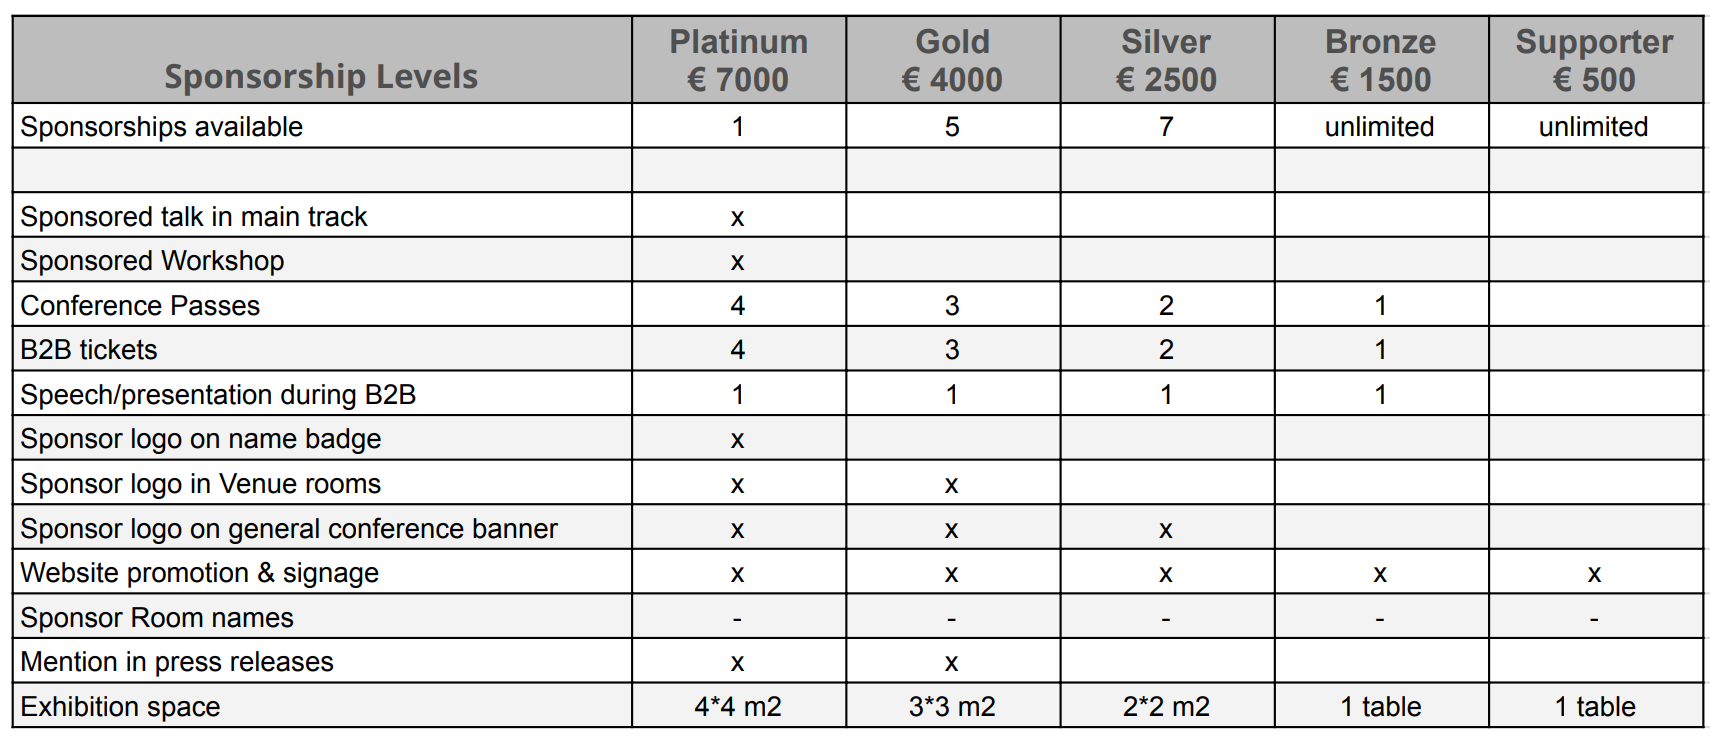 Sponsorship Levels Platinum € 7000 Gold € 4000 Silver € 2500 Bronze € 1500 Supporter € 500
Sponsorships available 1 5 7 unlimited unlimited
Sponsored talk in main track x
Sponsored Workshop x
Conference Passes 4 3 2 1
B2B tickets 4 3 2 1
Speech/presentation during B2B 1 1 1 1
Sponsor logo on name badge x
Sponsor logo in Venue rooms x x
Sponsor logo on general conference banner x x x
Website promotion & signage x x x x x
Sponsor Room names - - - - -
Mention in press releases x x
Exhibition space 4*4 m2 3*3 m2 2*2 m2 1 table 1 table